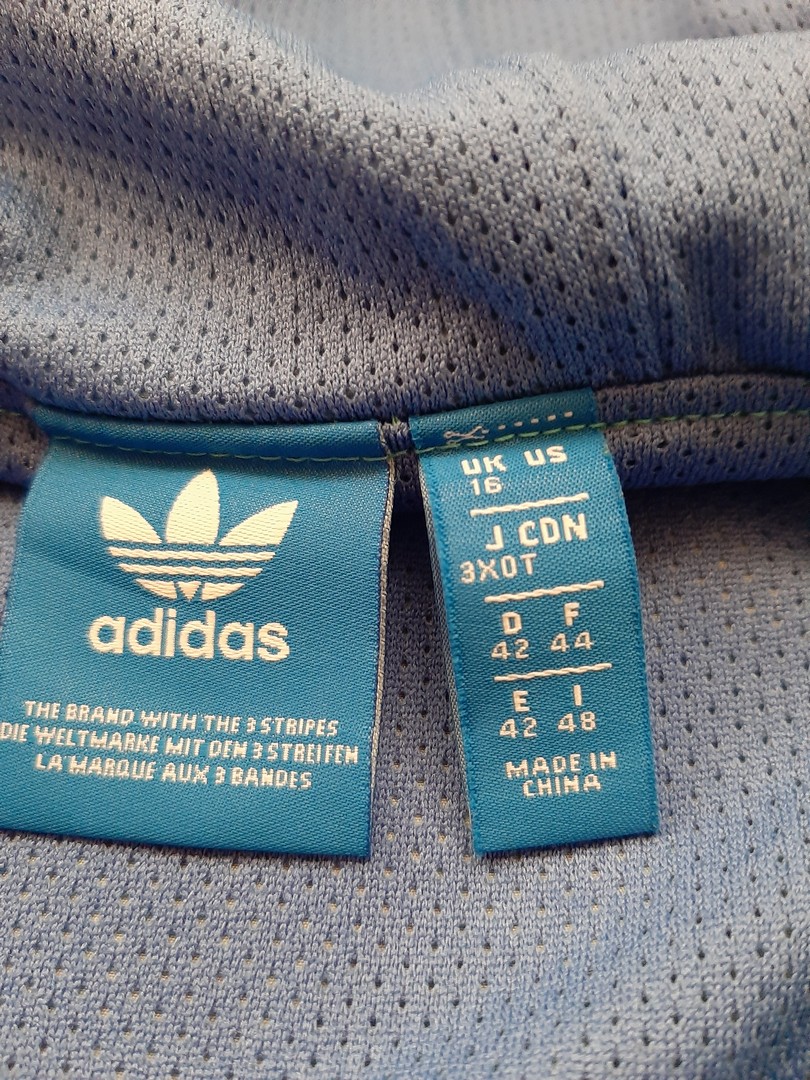 adidas
THE BRAND WITH THE 3 STRIPES
DIE WELTMARKE MIT DEN 3 STREIFEN
LA MARQUE AUX 3 BANDES
UK US
16
J CDN
3XOT
D F
42 44
E I
42 48
MADE IN
CHINA